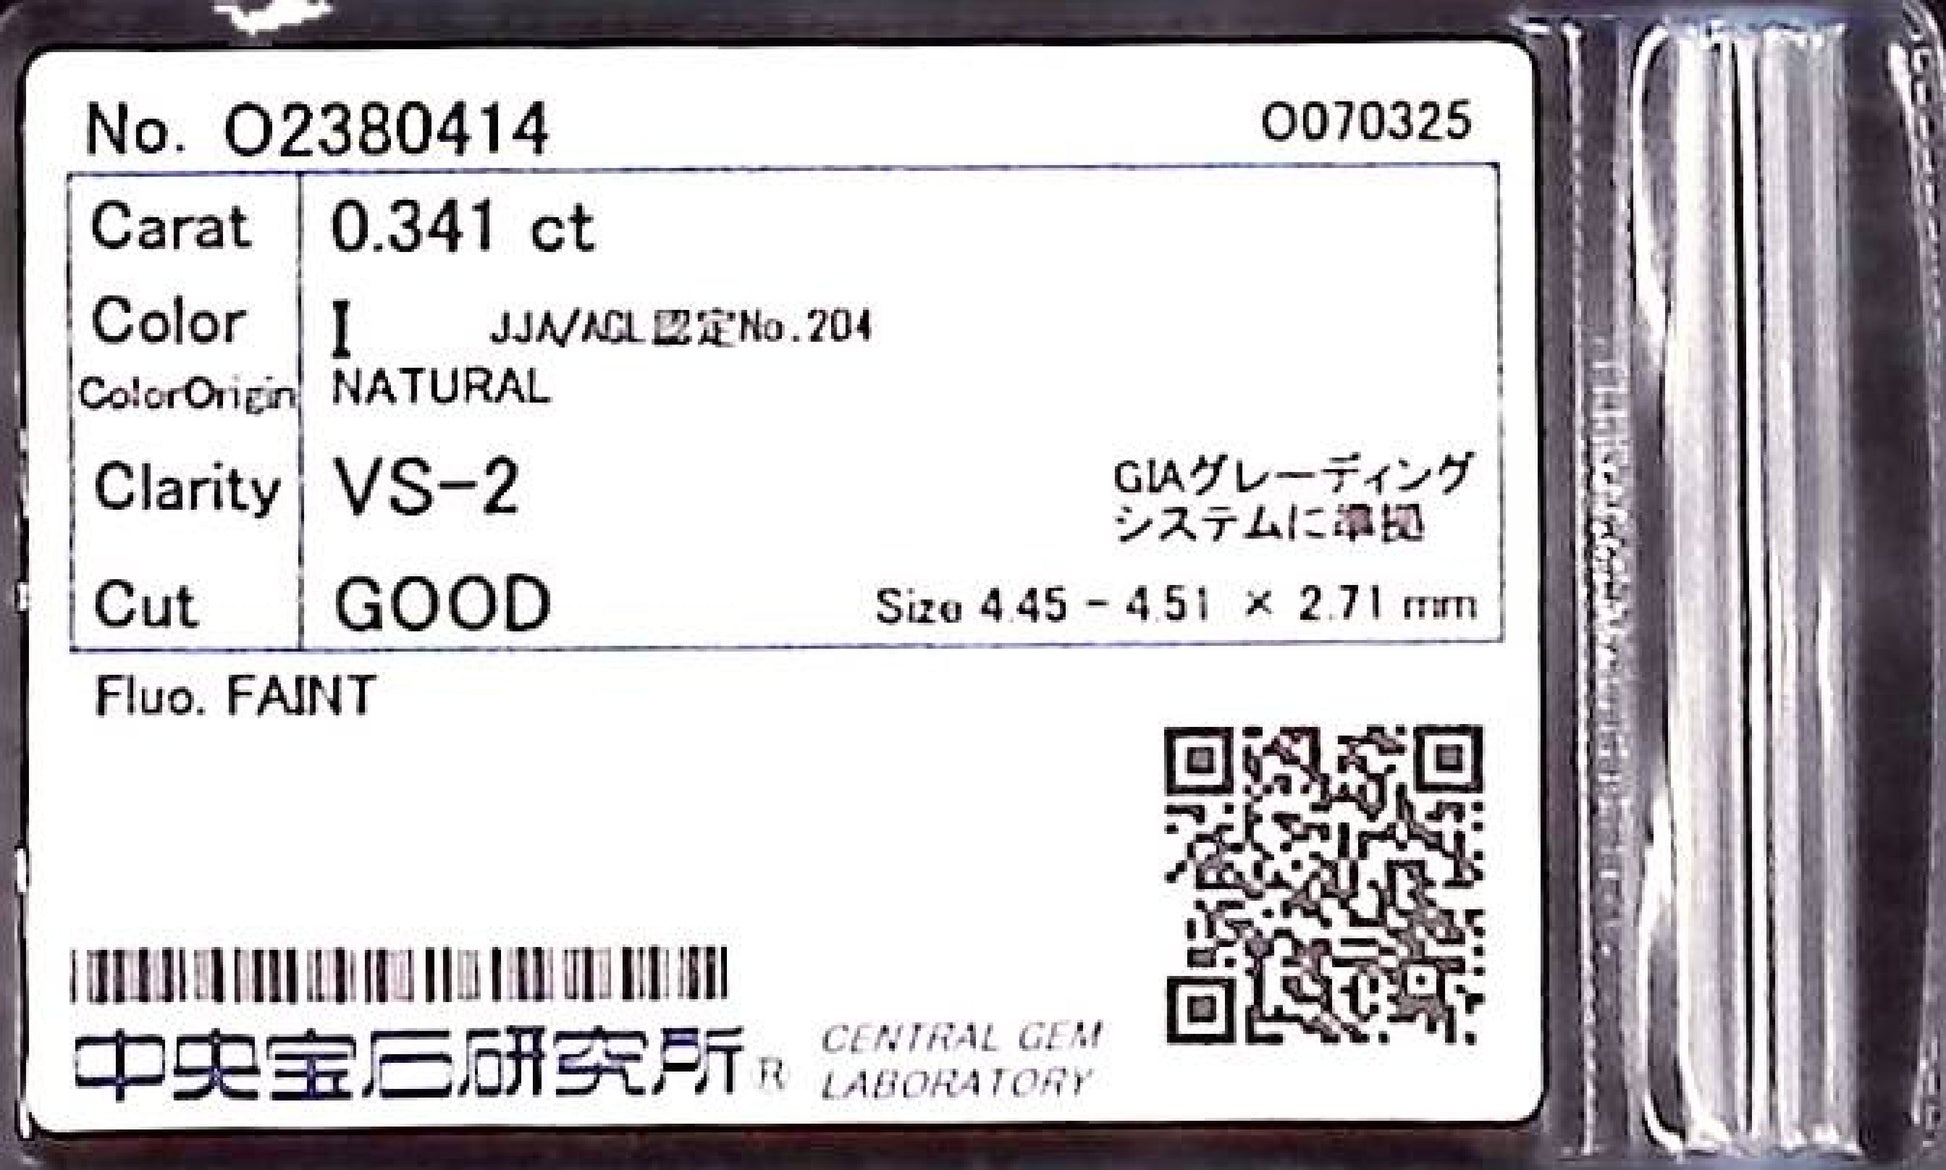 No. O2380414 O070325
Carat 0.341 ct
Color I JJA/AGL認定No.204
ColorOrigin NATURAL
Clarity VS-2 GIAグレーディング
システムに準拠
Cut GOOD Size 4.45 - 4.51 × 2.71 mm
Fluo. FAINT
中央宝石研究所® CENTRAL GEM
LABORATORY